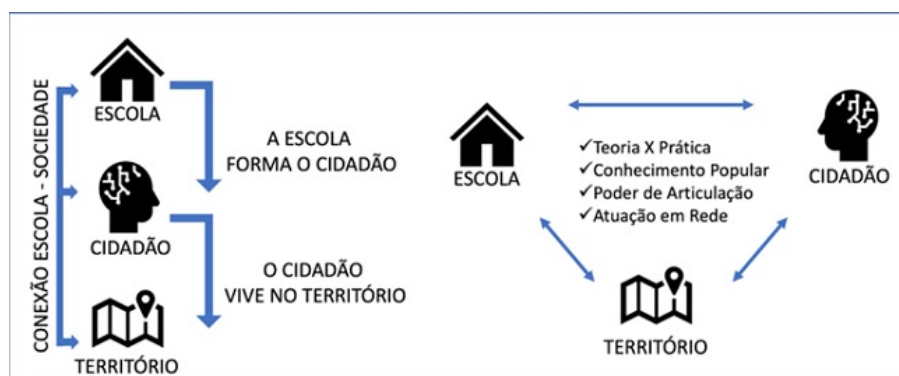 CONEXÃO ESCOLA - SOCIEDADE
ESCOLA
A ESCOLA
FORMA O CIDADÃO
CIDADÃO
O CIDADÃO
VIVE NO TERRITÓRIO
TERRITÓRIO
ESCOLA
✓Teoria X Prática
✓Conhecimento Popular
✓Poder de Articulação
✓Atuação em Rede
CIDADÃO
TERRITÓRIO